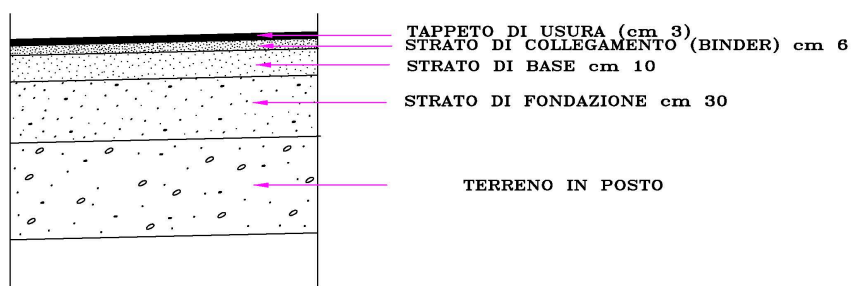 TAPPETO DI USURA (cm 3)
STRATO DI COLLEGAMENTO (BINDER) cm 6
STRATO DI BASE cm 10
STRATO DI FONDAZIONE cm 30
TERRENO IN POSTO